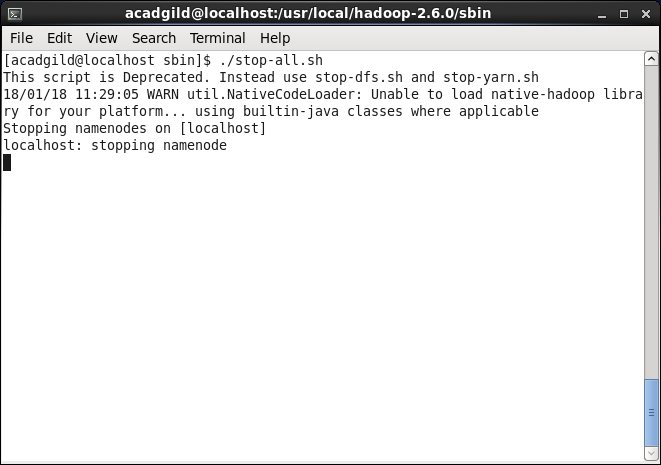 acadgild@localhost:/usr/local/hadoop-2.6.0/sbin
File Edit View Search Terminal Help
[acadgild@localhost sbin]$ ./stop-all.sh
This script is Deprecated. Instead use stop-dfs.sh and stop-yarn.sh
18/01/18 11:29:05 WARN util.NativeCodeLoader: Unable to load native-hadoop libra
ry for your platform... using builtin-java classes where applicable
Stopping namenodes on [localhost]
localhost: stopping namenode